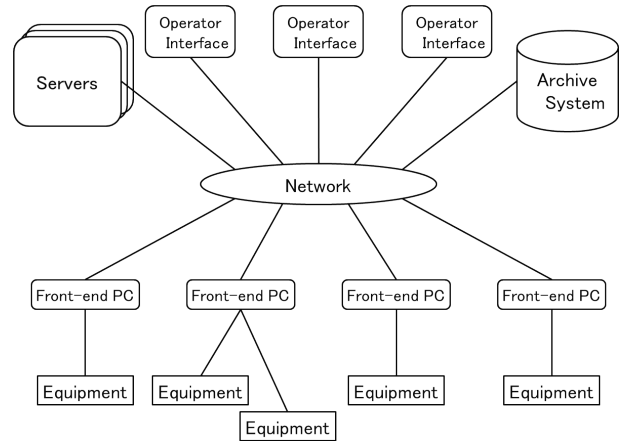 Operator
Interface
Operator
Interface
Operator
Interface
Servers
Archive
System
Network
Front-end PC
Front-end PC
Front-end PC
Front-end PC
Equipment
Equipment
Equipment
Equipment
Equipment